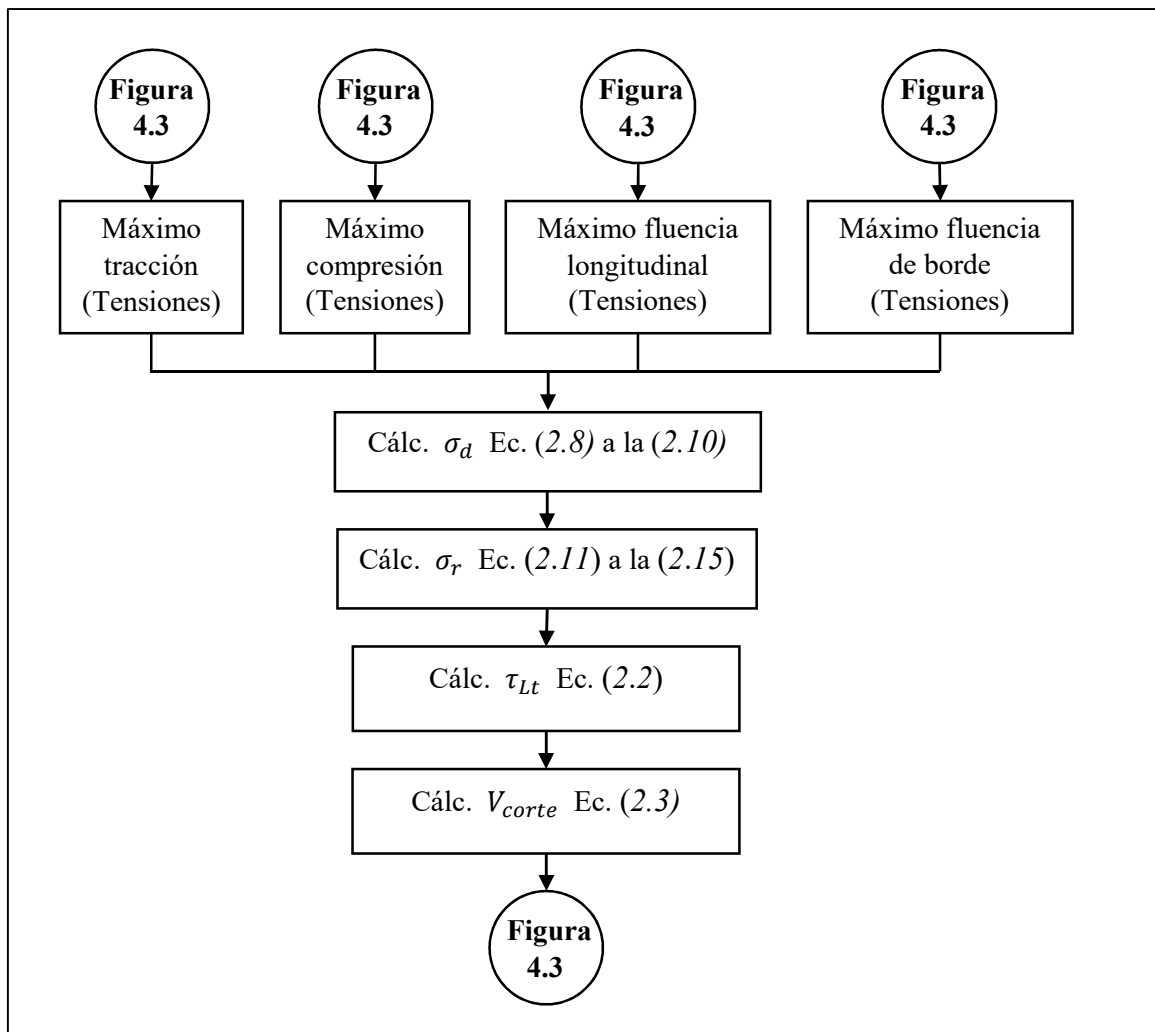 Figura
4.3
Figura
4.3
Figura
4.3
Figura
4.3
Máximo
tracción
(Tensiones)
Máximo
compresión
(Tensiones)
Máximo fluencia
longitudinal
(Tensiones)
Máximo fluencia
de borde
(Tensiones)
Cálc. σ_d Ec. (2.8) a la (2.10)
Cálc. σ_r Ec. (2.11) a la (2.15)
Cálc. τ_Lt Ec. (2.2)
Cálc. V_corte Ec. (2.3)
Figura
4.3